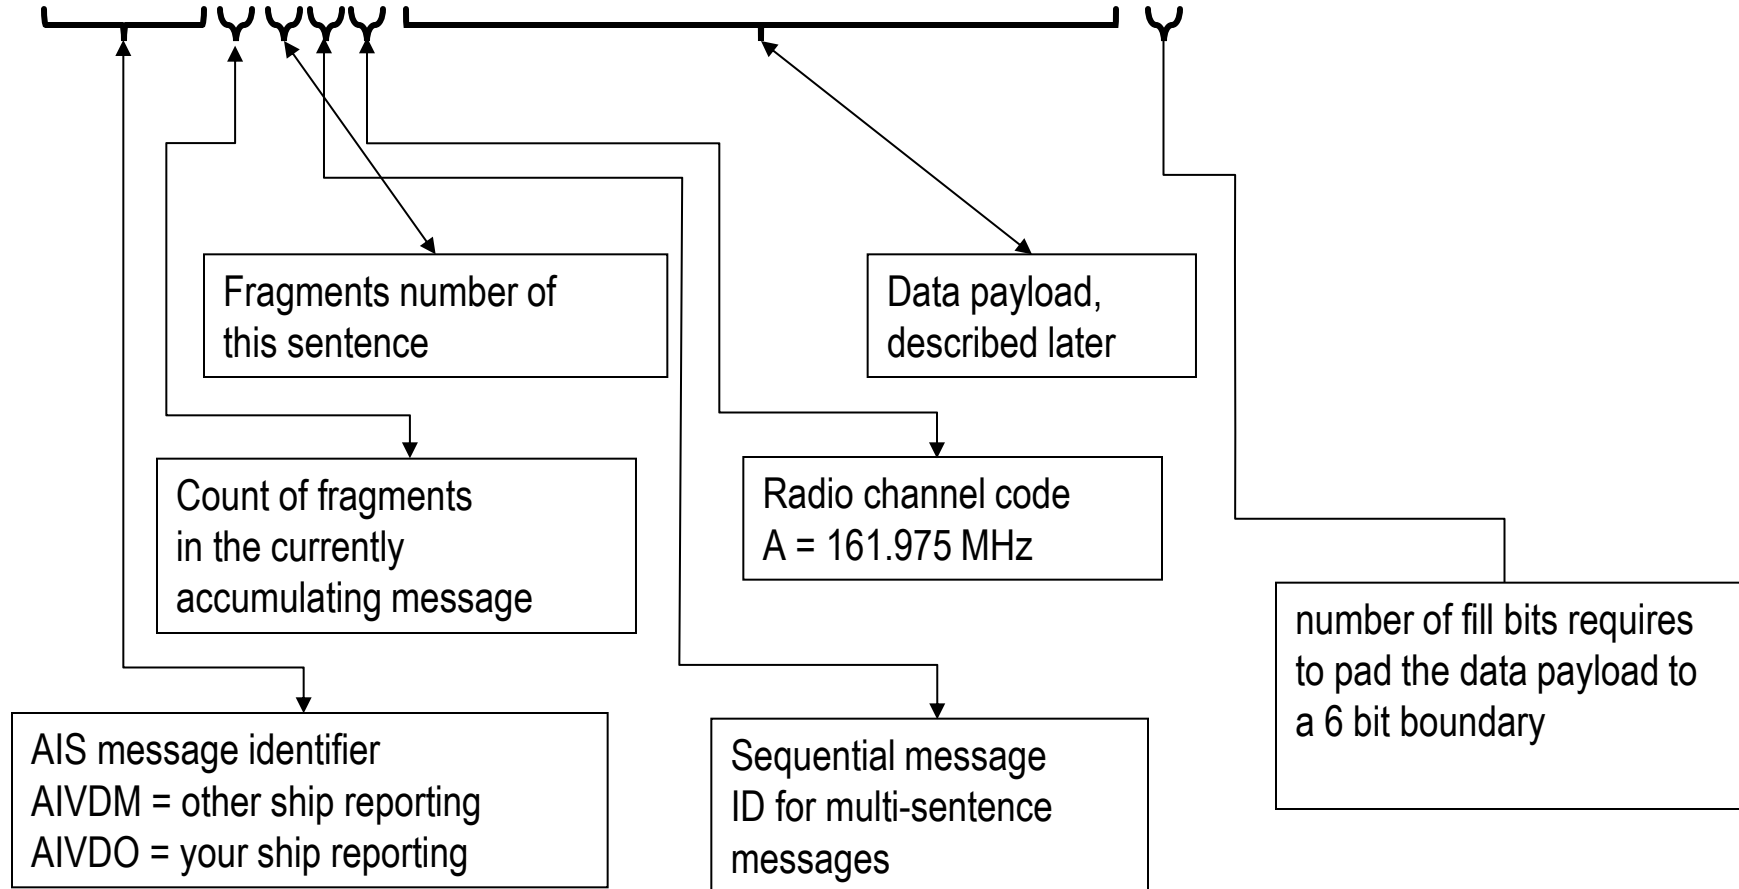 Fragments number of
this sentence
Data payload,
described later
Count of fragments
in the currently
accumulating message
Radio channel code
A = 161.975 MHz
number of fill bits requires
to pad the data payload to
a 6 bit boundary
AIS message identifier
AIVDM = other ship reporting
AIVDO = your ship reporting
Sequential message
ID for multi-sentence
messages